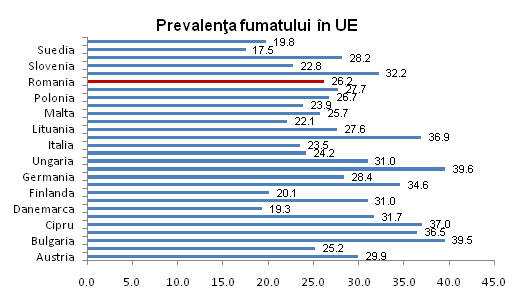 Prevalenţa fumatului în UE
19.8
Suedia 17.5
28.2
Slovenia 22.8
32.2
Romania 26.2
27.7
Polonia 26.7
23.9
Malta 25.7
22.1
Lituania 27.6
36.9
Italia 23.5
24.2
Ungaria 31.0
39.6
Germania 28.4
34.6
Finlanda 20.1
31.0
Danemarca 19.3
31.7
Cipru 37.0
36.5
Bulgaria 39.5
25.2
Austria 29.9
0.0 5.0 10.0 15.0 20.0 25.0 30.0 35.0 40.0 45.0